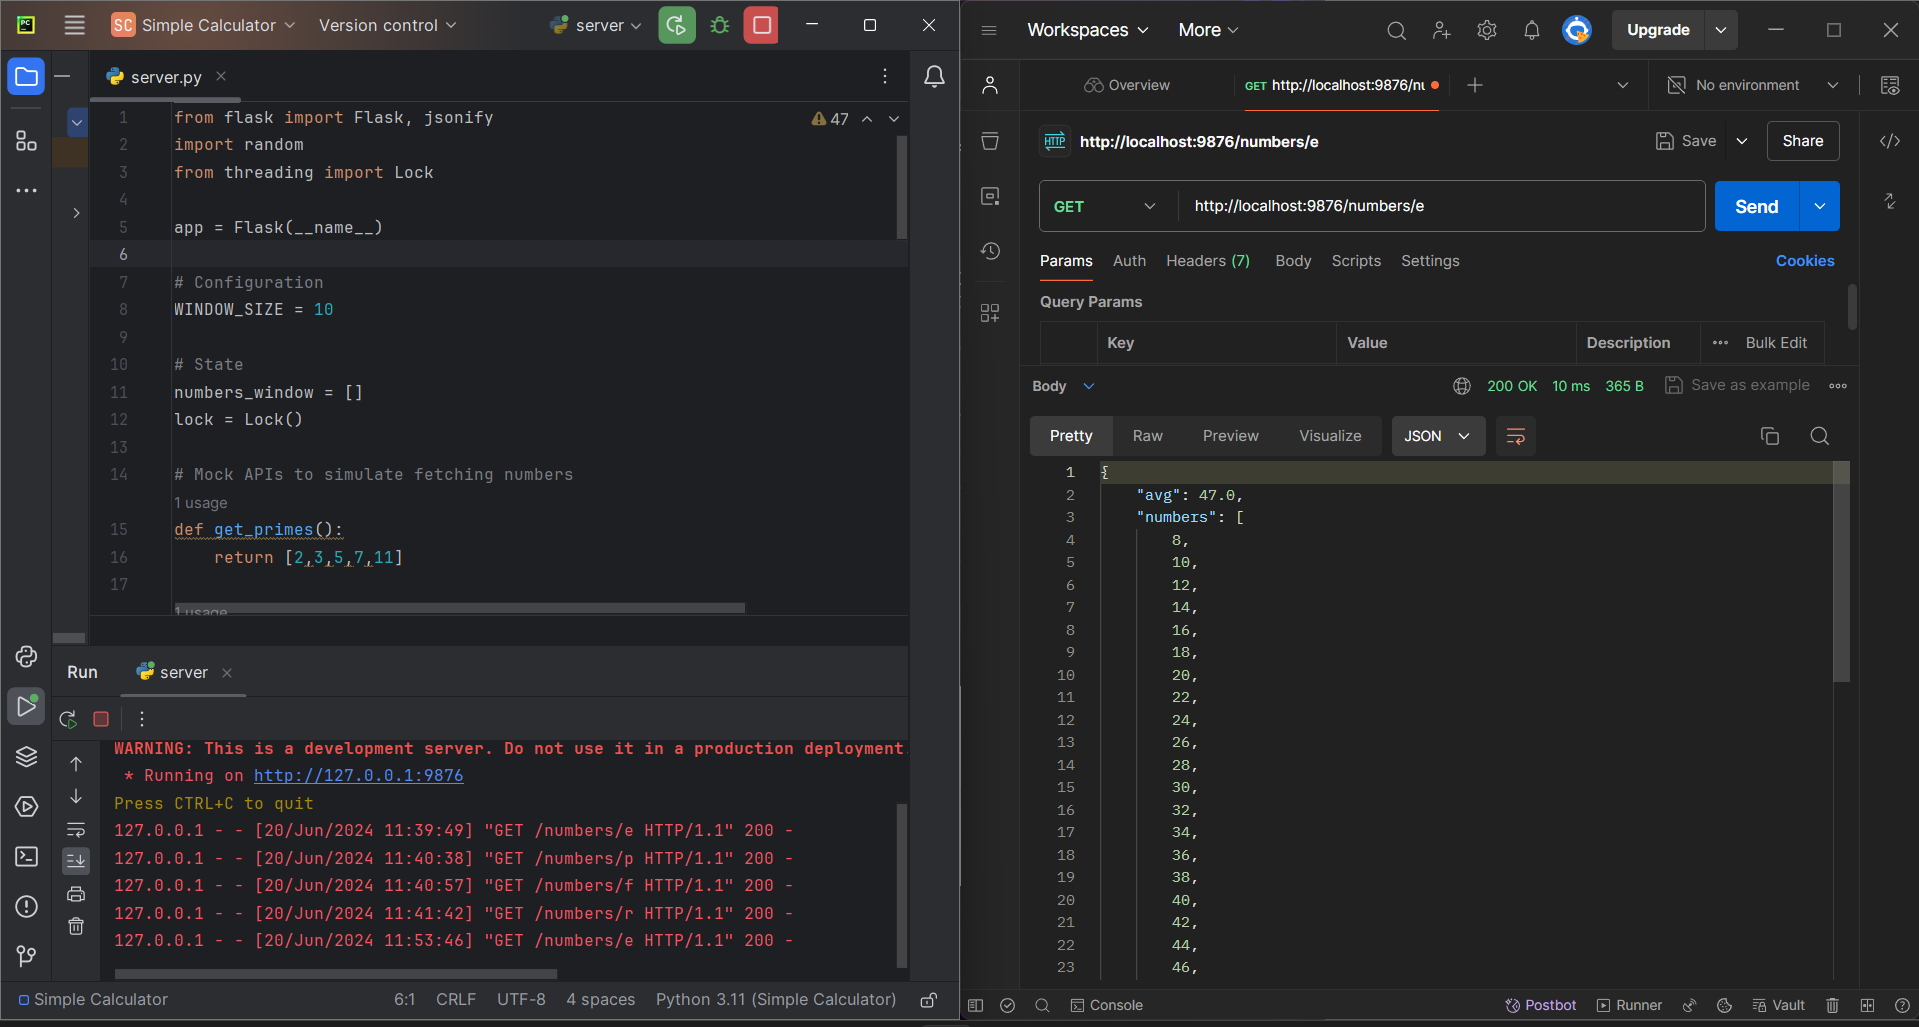 SC Simple Calculator Version control server
server.py
1 from flask import Flask, jsonify 47
2 import random
3 from threading import Lock
4
5 app = Flask(__name__)
6
7 # Configuration
8 WINDOW_SIZE = 10
9
10 # State
11 numbers_window = []
12 lock = Lock()
13
14 # Mock APIs to simulate fetching numbers
1 usage
15 def get_primes():
16 return [2,3,5,7,11]
17
1 usage
Run server
WARNING: This is a development server. Do not use it in a production deployment
* Running on http://127.0.0.1:9876
Press CTRL+C to quit
127.0.0.1 - - [20/Jun/2024 11:39:49] "GET /numbers/e HTTP/1.1" 200 -
127.0.0.1 - - [20/Jun/2024 11:40:38] "GET /numbers/p HTTP/1.1" 200 -
127.0.0.1 - - [20/Jun/2024 11:40:57] "GET /numbers/f HTTP/1.1" 200 -
127.0.0.1 - - [20/Jun/2024 11:41:42] "GET /numbers/r HTTP/1.1" 200 -
127.0.0.1 - - [20/Jun/2024 11:53:46] "GET /numbers/e HTTP/1.1" 200 -
Simple Calculator 6:1 CRLF UTF-8 4 spaces Python 3.11 (Simple Calculator)
Workspaces More Upgrade
Overview GET http://localhost:9876/nu No environment
HTTP http://localhost:9876/numbers/e Save Share
GET http://localhost:9876/numbers/e Send
Params Auth Headers (7) Body Scripts Settings Cookies
Query Params
Key Value Description Bulk Edit
Body 200 OK 10 ms 365 B Save as example
Pretty Raw Preview Visualize JSON
1 {
2 "avg": 47.0,
3 "numbers": [
4 8,
5 10,
6 12,
7 14,
8 16,
9 18,
10 20,
11 22,
12 24,
13 26,
14 28,
15 30,
16 32,
17 34,
18 36,
19 38,
20 40,
21 42,
22 44,
23 46,
Console Postbot Runner Vault